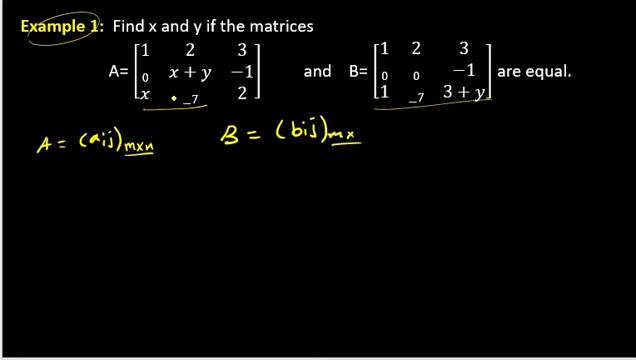 Example 1: Find x and y if the matrices
A= [1 2 3
0 x + y −1
x −7 2] and B= [1 2 3
0 0 −1
1 −7 3 + y] are equal.
A = (aij)mxn B = (bij)mx